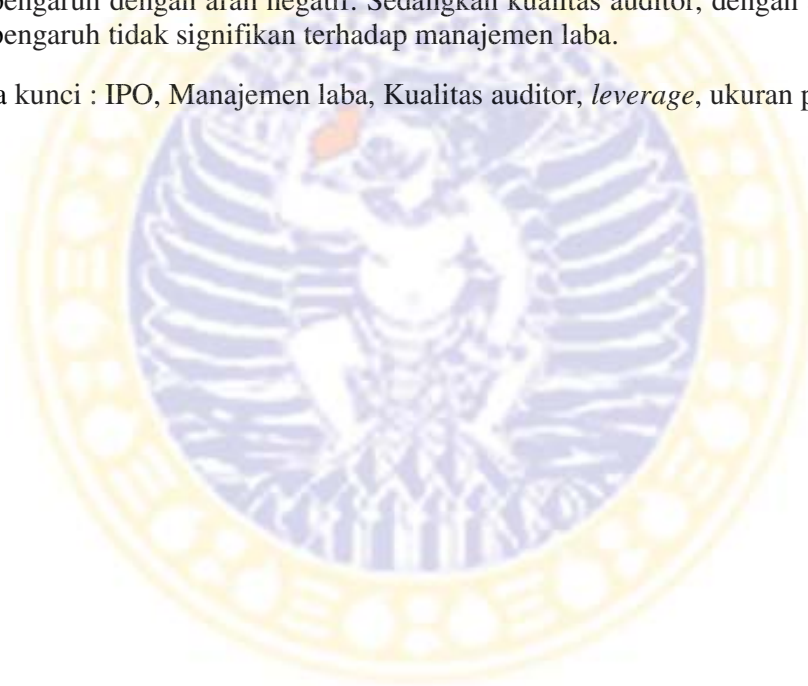 pengaruh dengan arah negatif. Sedangkan kualitas auditor, dengan
pengaruh tidak signifikan terhadap manajemen laba.
a kunci : IPO, Manajemen laba, Kualitas auditor, leverage, ukuran p